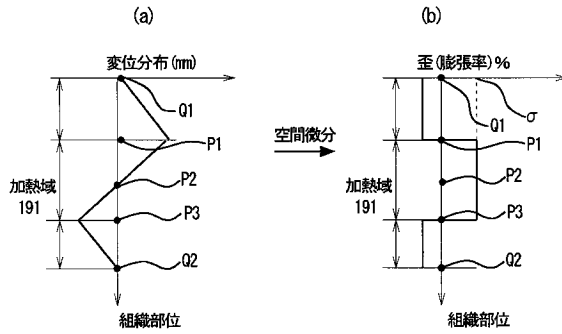 (a)
変位分布(mm)
Q1
P1
P2
P3
Q2
加熱域
191
組織部位
空間微分
(b)
歪(膨張率)%
σ
Q1
P1
P2
P3
Q2
加熱域
191
組織部位